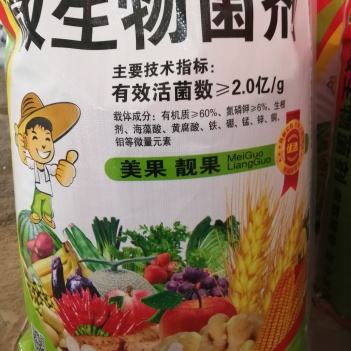 微生物菌剂
主要技术指标:
有效活菌数≥2.0亿/g
载体成分:有机质≥60%、氮磷钾≥6%、生根
剂、海藻酸、黄腐酸、铁、硼、锰、锌、铜、
钼等微量元素
美果 靓果 MeiGuo
LiangGuo